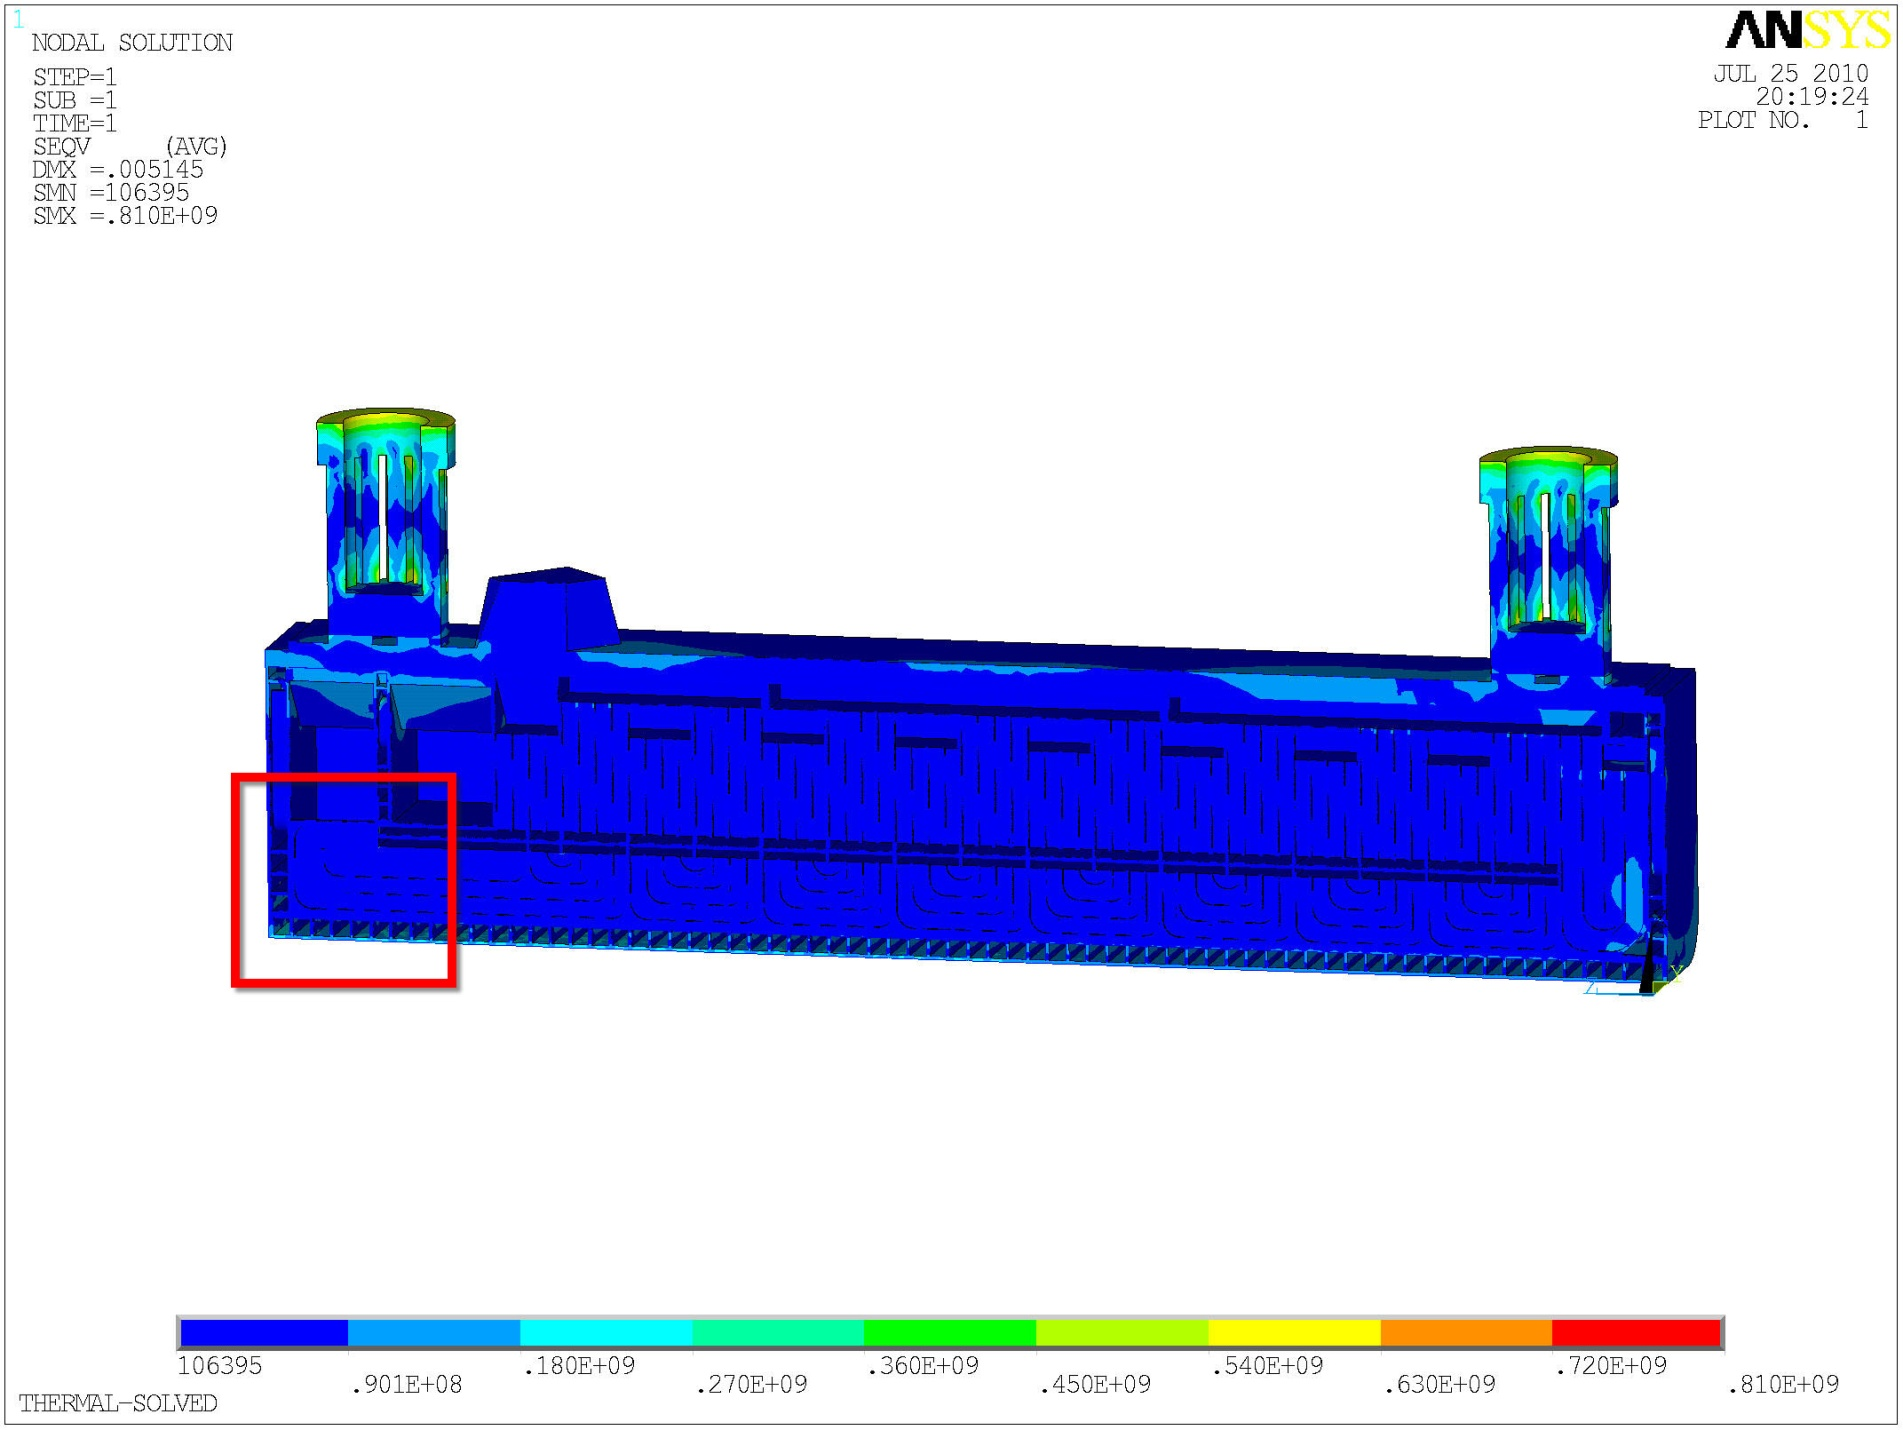 1
ANSYS
NODAL SOLUTION
STEP=1
SUB =1
TIME=1
SEQV (AVG)
DMX =.005145
SMN =106395
SMX =.810E+09
JUL 25 2010
20:19:24
PLOT NO. 1
Z
Y
106395 .180E+09 .360E+09 .540E+09 .720E+09
.901E+08 .270E+09 .450E+09 .630E+09 .810E+09
THERMAL-SOLVED